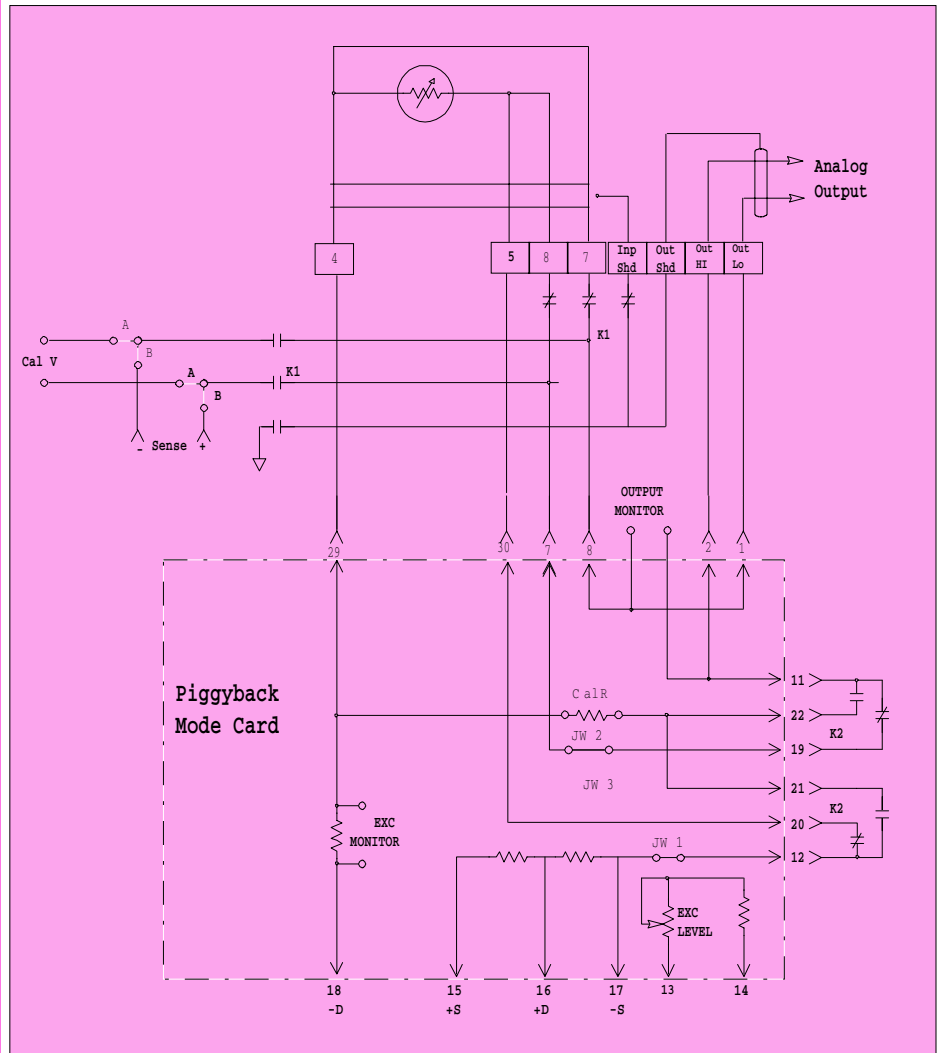 Analog
Output
4
5
8
7
Inp
Shd
Out
Shd
Out
HI
Out
Lo
A
B
K1
Cal V
K1
A
B
- Sense +
OUTPUT
MONITOR
29
30
7
8
2
1
Piggyback
Mode Card
CalR
11
22
K2
JW 2
19
JW 3
21
K2
20
EXC
MONITOR
JW 1
12
EXC
LEVEL
18
-D
15
+S
16
+D
17
-S
13
14